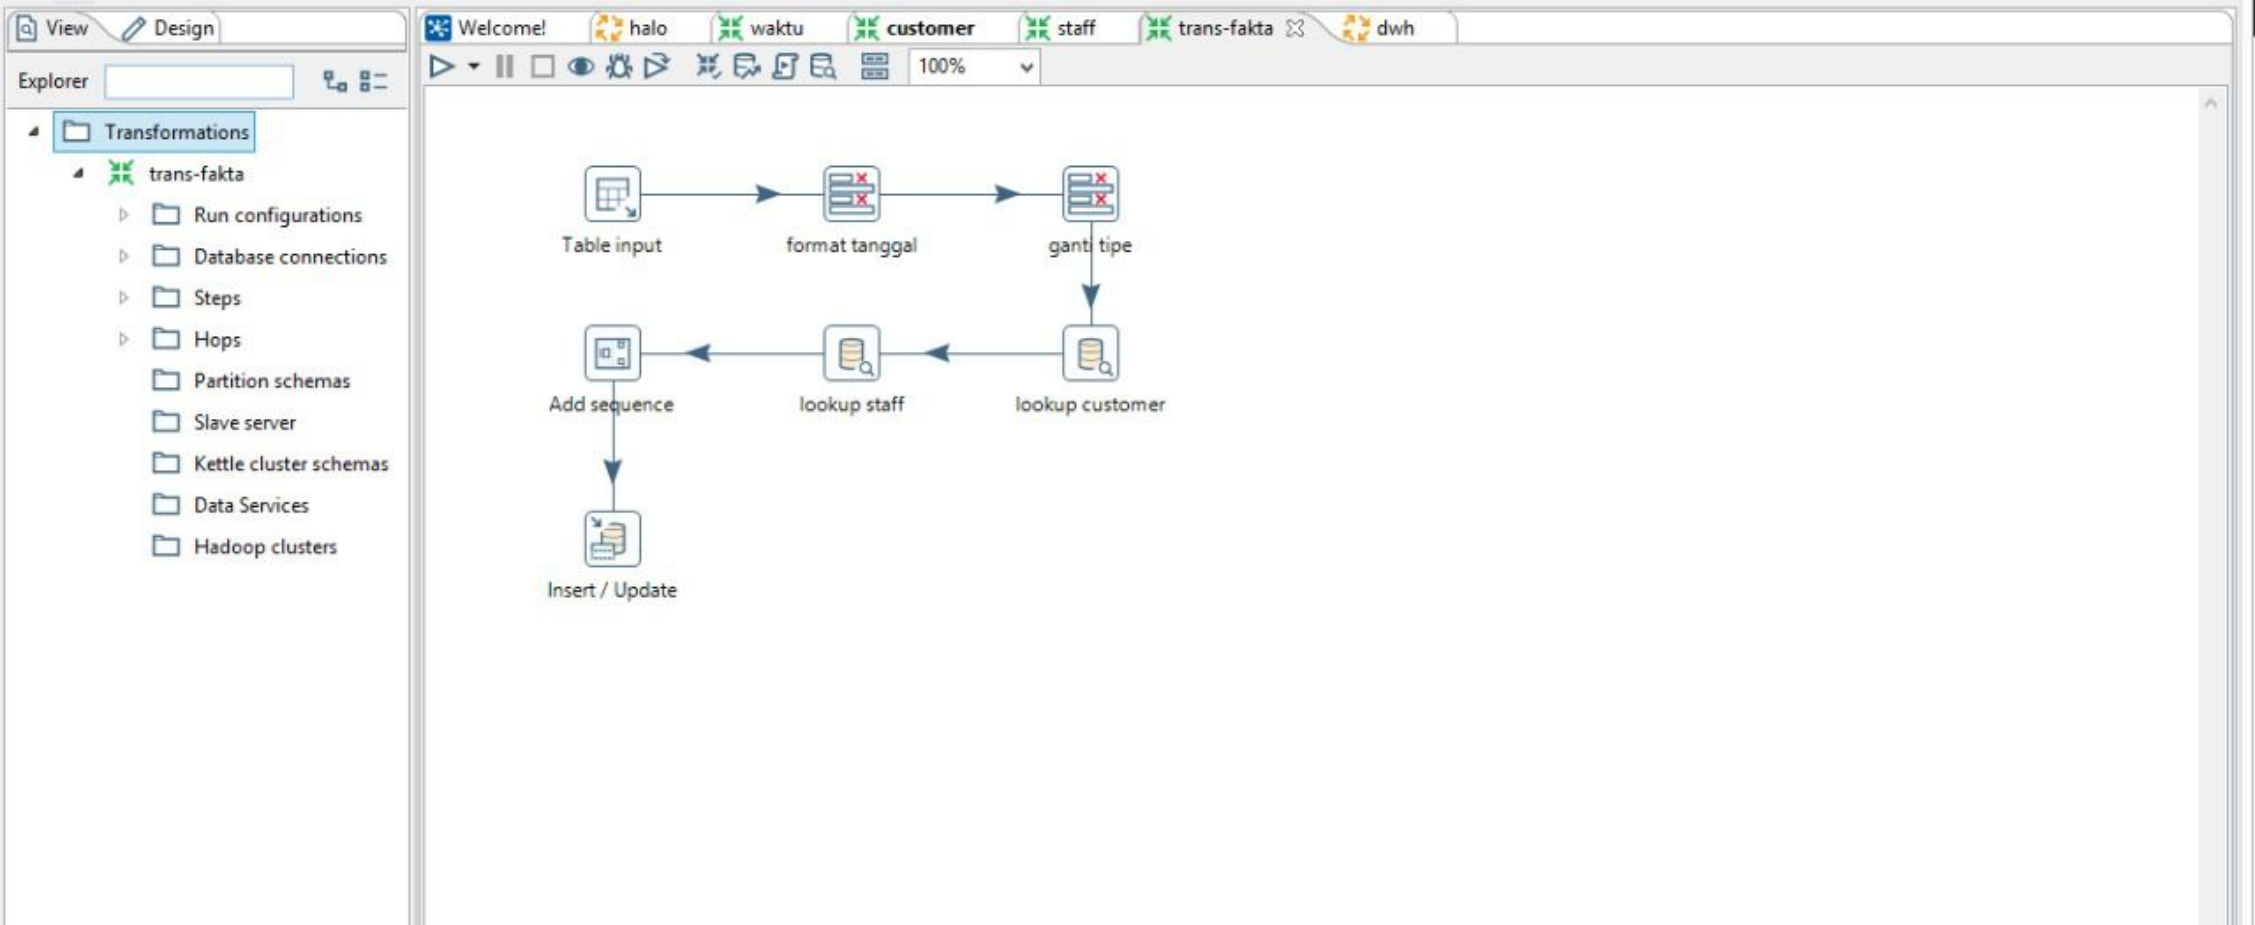 View Design
Welcome! halo waktu customer staff trans-fakta dwh
Explorer
100%
Transformations
trans-fakta
Run configurations
Database connections
Steps
Hops
Partition schemas
Slave server
Kettle cluster schemas
Data Services
Hadoop clusters
Table input format tanggal ganti tipe
Add sequence lookup staff lookup customer
Insert / Update